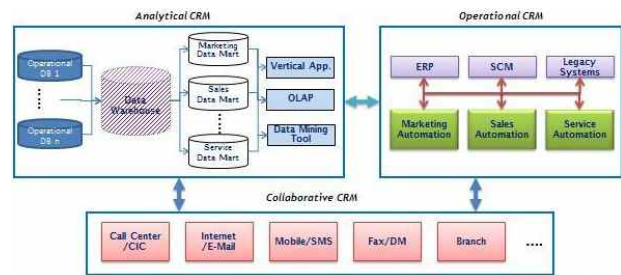 Analytical CRM
Operational CRM
Operational
DB 1
Operational
DB n
Data
Warehouse
Marketing
Data Mart
Sales
Data Mart
Service
Data Mart
Vertical App.
OLAP
Data Mining
Tool
ERP
SCM
Legacy
Systems
Marketing
Automation
Sales
Automation
Service
Automation
Collaborative CRM
Call Center
/CIC
Internet
/E-Mail
Mobile/SMS
Fax/DM
Branch
....